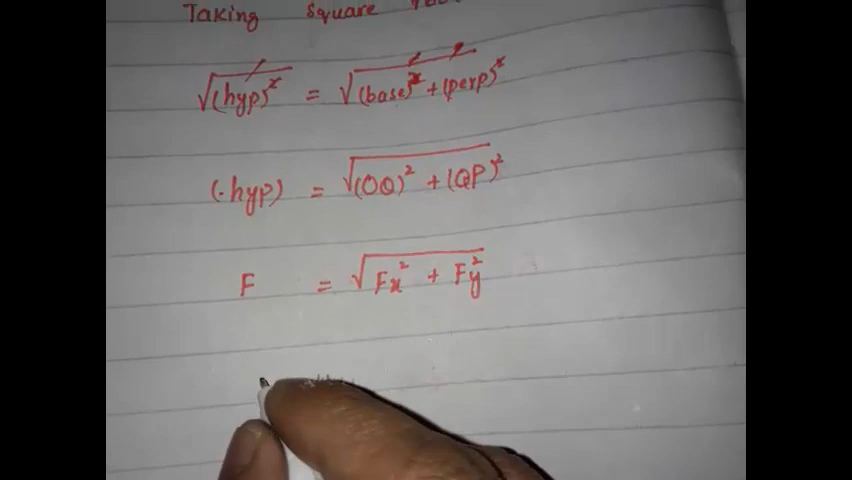 Taking Square
√(hyp)² = √(base)² + (perp)²
(hyp) = √(OQ)² + (QP)²
F = √Fx² + Fy²